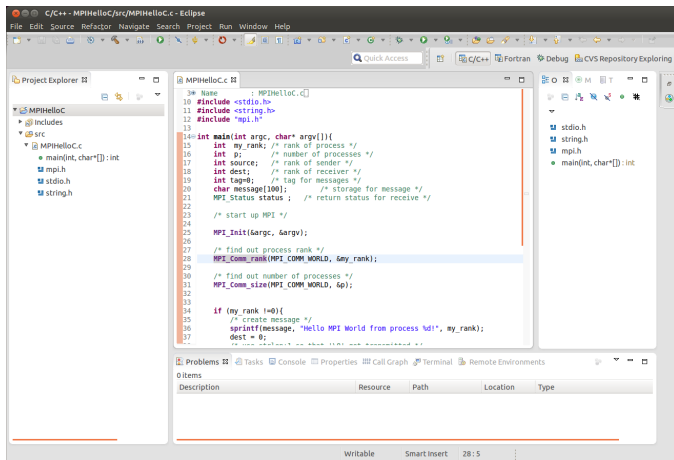 C/C++ - MPIHelloC/src/MPIHelloC.c - Eclipse
File Edit Source Refactor Navigate Search Project Run Window Help
Quick Access C/C++ Fortran Debug CVS Repository Exploring
Project Explorer
MPIHelloC
Includes
src
MPIHelloC.c
main(int, char*[]) : int
mpi.h
stdio.h
string.h
MPIHelloC.c
3 Name : MPIHelloC.c
10 #include <stdio.h>
11 #include <string.h>
12 #include "mpi.h"
13
14 int main(int argc, char* argv[]){
15 int my_rank; /* rank of process */
16 int p; /* number of processes */
17 int source; /* rank of sender */
18 int dest; /* rank of receiver */
19 int tag=0; /* tag for messages */
20 char message[100]; /* storage for message */
21 MPI_Status status ; /* return status for receive */
22
23 /* start up MPI */
24
25 MPI_Init(&argc, &argv);
26
27 /* find out process rank */
28 MPI_Comm_rank(MPI_COMM_WORLD, &my_rank);
29
30 /* find out number of processes */
31 MPI_Comm_size(MPI_COMM_WORLD, &p);
32
33
34 if (my_rank !=0){
35 /* create message */
36 sprintf(message, "Hello MPI World from process %d!", my_rank);
37 dest = 0;
O M T
stdio.h
string.h
mpi.h
main(int, char*[]) : int
Problems Tasks Console Properties Call Graph Terminal Remote Environments
0 items
Description Resource Path Location Type
Writable Smart Insert 28 : 5